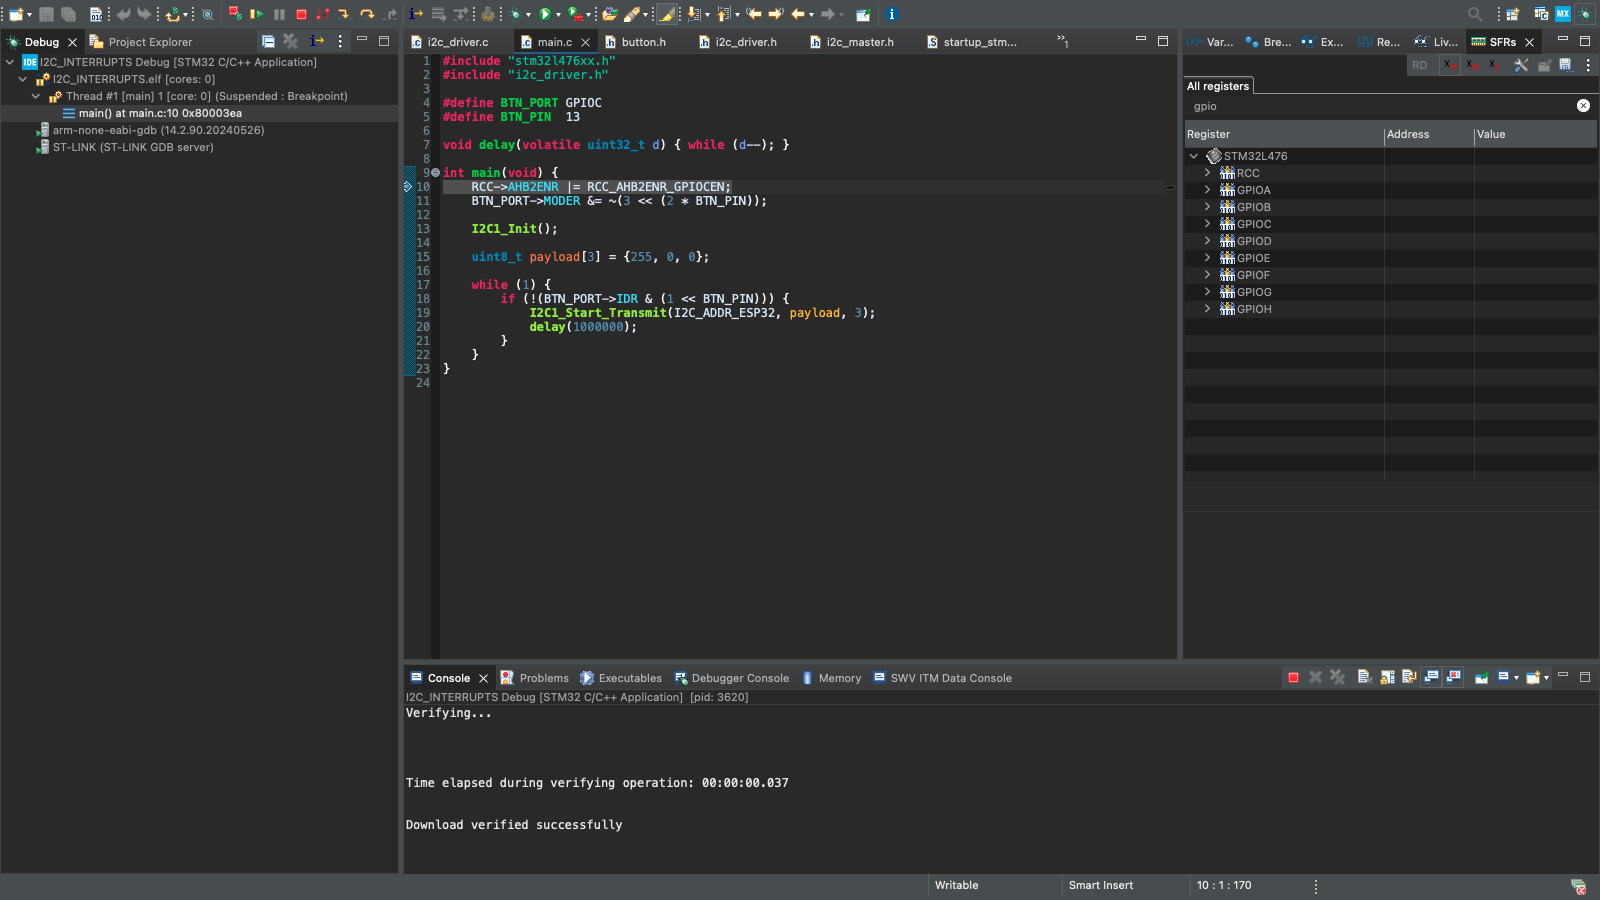 Debug
Project Explorer
IDE I2C_INTERRUPTS Debug [STM32 C/C++ Application]
I2C_INTERRUPTS.elf [cores: 0]
Thread #1 [main] 1 [core: 0] (Suspended : Breakpoint)
main() at main.c:10 0x80003ea
arm-none-eabi-gdb (14.2.90.20240526)
ST-LINK (ST-LINK GDB server)
i2c_driver.c
main.c
button.h
i2c_driver.h
i2c_master.h
startup_stm...
»1
1 #include "stm32l476xx.h"
2 #include "i2c_driver.h"
3
4 #define BTN_PORT GPIOC
5 #define BTN_PIN  13
6
7 void delay(volatile uint32_t d) { while (d--); }
8
9 int main(void) {
10     RCC->AHB2ENR |= RCC_AHB2ENR_GPIOCEN;
11     BTN_PORT->MODER &= ~(3 << (2 * BTN_PIN));
12
13     I2C1_Init();
14
15     uint8_t payload[3] = {255, 0, 0};
16
17     while (1) {
18         if (!(BTN_PORT->IDR & (1 << BTN_PIN))) {
19             I2C1_Start_Transmit(I2C_ADDR_ESP32, payload, 3);
20             delay(1000000);
21         }
22     }
23 }
24
Var...
Bre...
Ex...
Re...
Liv...
SFRs
RD
All registers
gpio
Register Address Value
STM32L476
RCC
GPIOA
GPIOB
GPIOC
GPIOD
GPIOE
GPIOF
GPIOG
GPIOH
MX
Console
Problems
Executables
Debugger Console
Memory
SWV ITM Data Console
I2C_INTERRUPTS Debug [STM32 C/C++ Application]  [pid: 3620]
Verifying...
Time elapsed during verifying operation: 00:00:00.037
Download verified successfully
Writable
Smart Insert
10 : 1 : 170